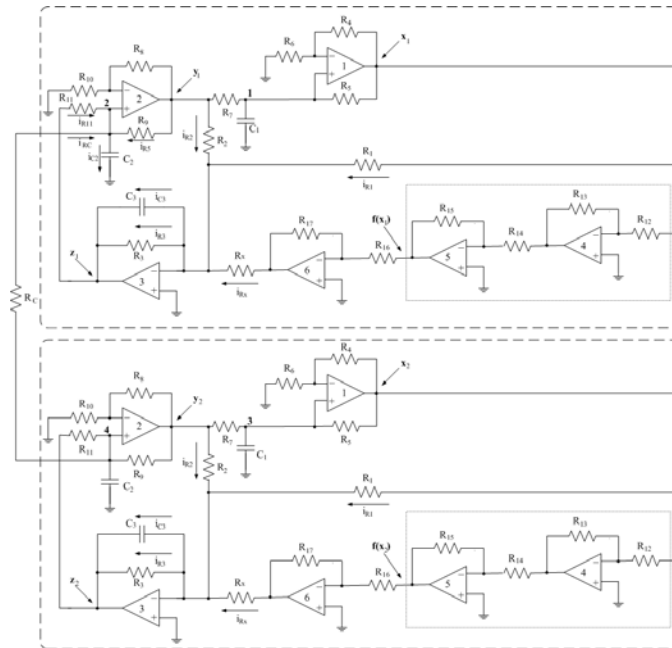 R4
R6
x1
R8
y1
R10
R11
2
2
1
1
R5
R7
R9
iR11
iRC
iC2
iR5
C2
C1
iR2
R2
R1
iR1
C3
iC3
iR3
R3
z1
3
Rx
iRx
R17
6
R16
f(x1)
R15
5
R14
R13
4
R12
RC
R4
R6
x2
R8
y2
R10
R11
4
2
3
1
R5
R7
R9
C2
C1
iR2
R2
R1
iR1
C3
iC3
iR3
R3
z2
3
Rx
iRx
R17
6
R16
f(x2)
R15
5
R14
R13
4
R12